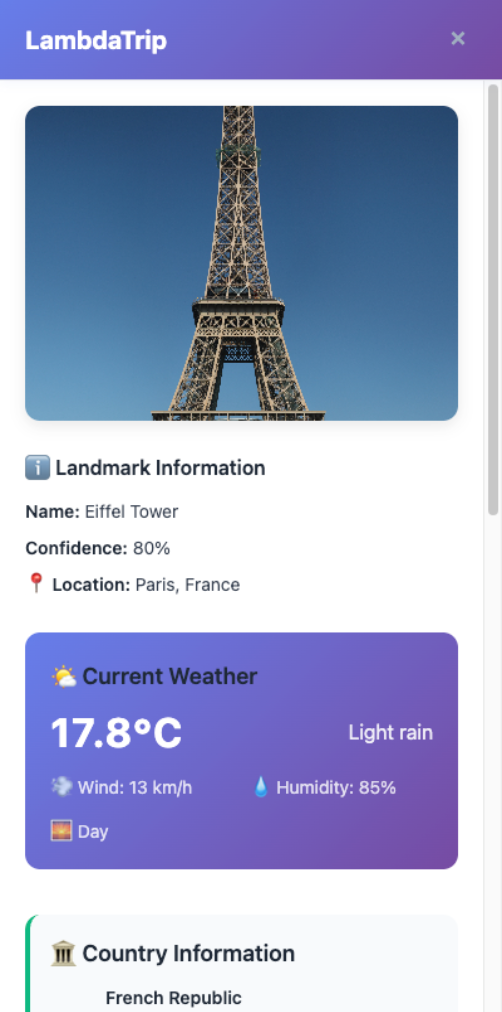 LambdaTrip ×
ℹ️ Landmark Information
Name: Eiffel Tower
Confidence: 80%
📍 Location: Paris, France
🌤️ Current Weather
17.8°C Light rain
💨 Wind: 13 km/h 💧 Humidity: 85%
🌅 Day
🏛️ Country Information
French Republic